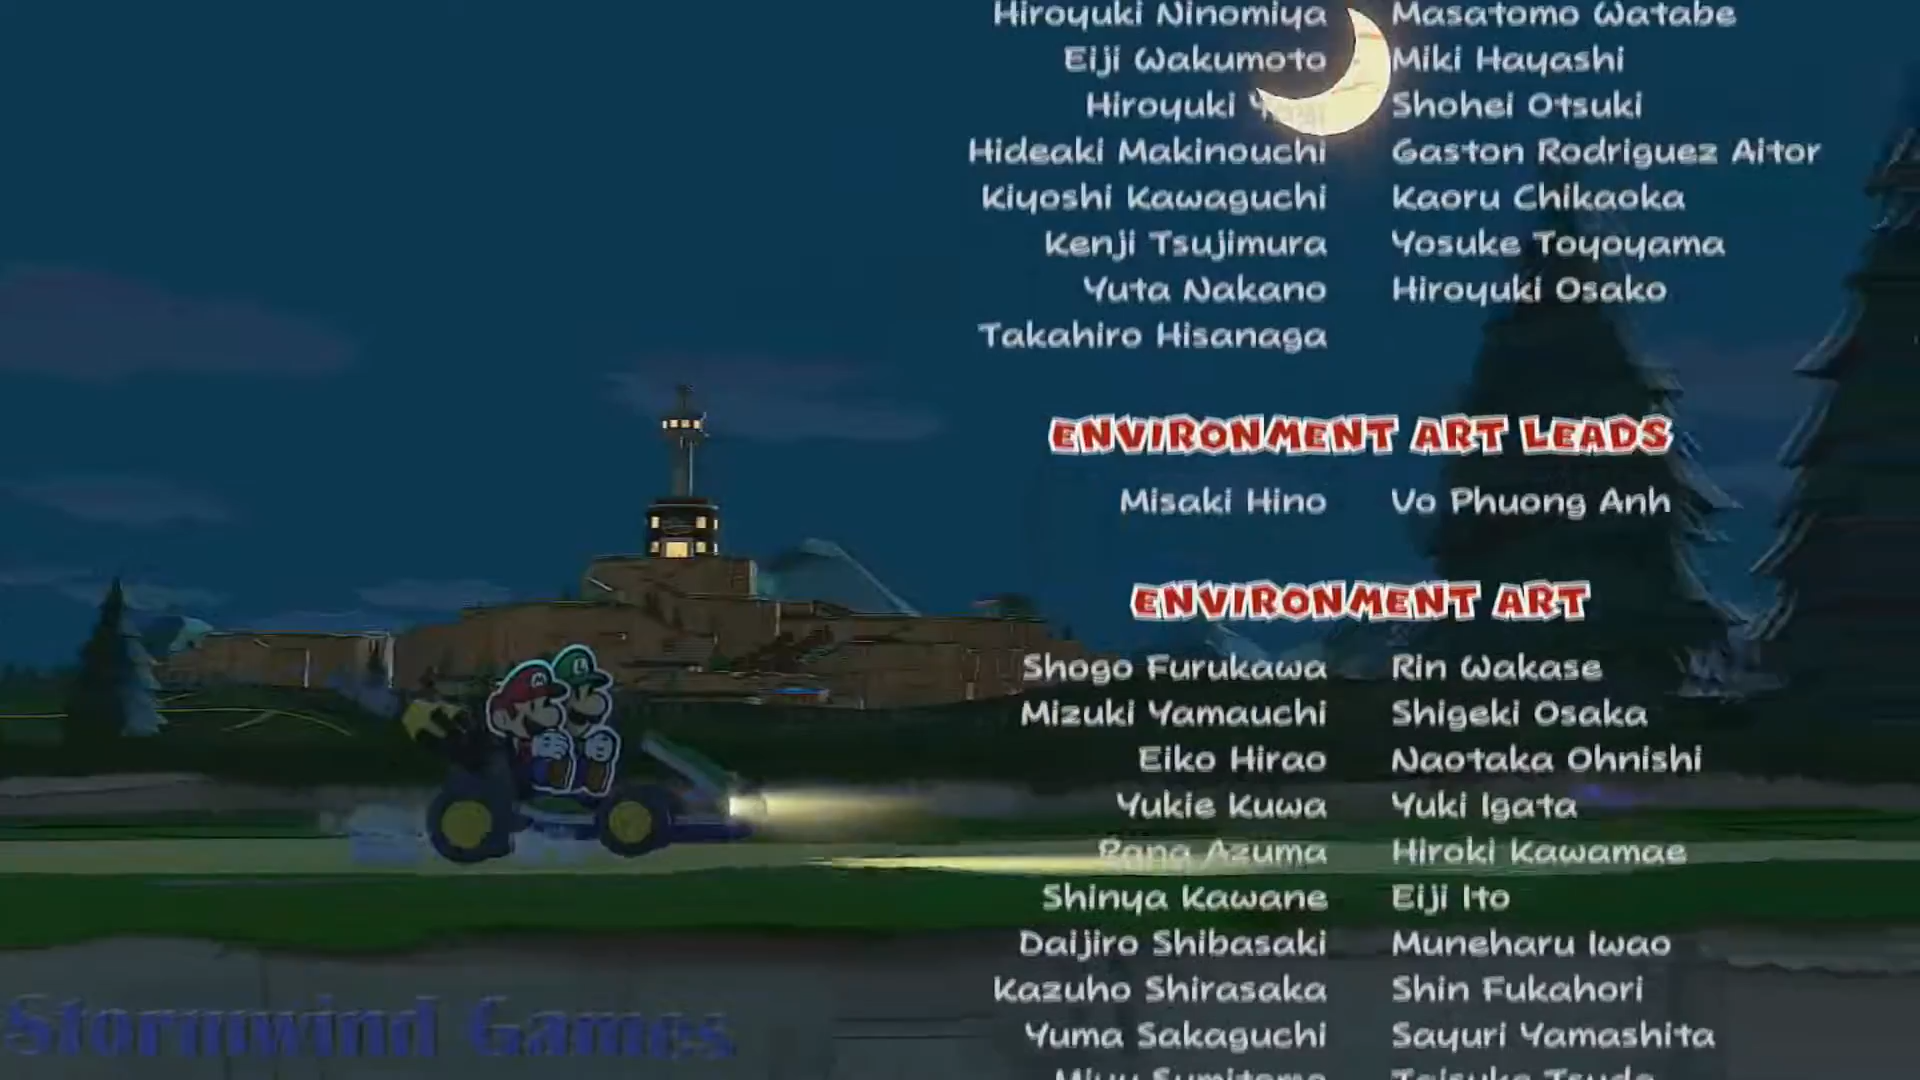 Hiroyuki Ninomiya Masatomo Watabe
Eiji Wakumoto Miki Hayashi
Hiroyuki Shohei Otsuki
Hideaki Makinouchi Gaston Rodriguez Aitor
Kiyoshi Kawaguchi Kaoru Chikaoka
Kenji Tsujimura Yosuke Toyoyama
Yuta Nakano Hiroyuki Osako
Takahiro Hisanaga
ENVIRONMENT ART LEADS
Misaki Hino Vo Phuong Anh
ENVIRONMENT ART
Shogo Furukawa Rin Wakase
Mizuki Yamauchi Shigeki Osaka
Eiko Hirao Naotaka Ohnishi
Yukie Kuwa Yuki Igata
Rana Azuma Hiroki Kawamae
Shinya Kawane Eiji Ito
Daijiro Shibasaki Muneharu Iwao
Kazuho Shirasaka Shin Fukahori
Yuma Sakaguchi Sayuri Yamashita
Stormwind Games